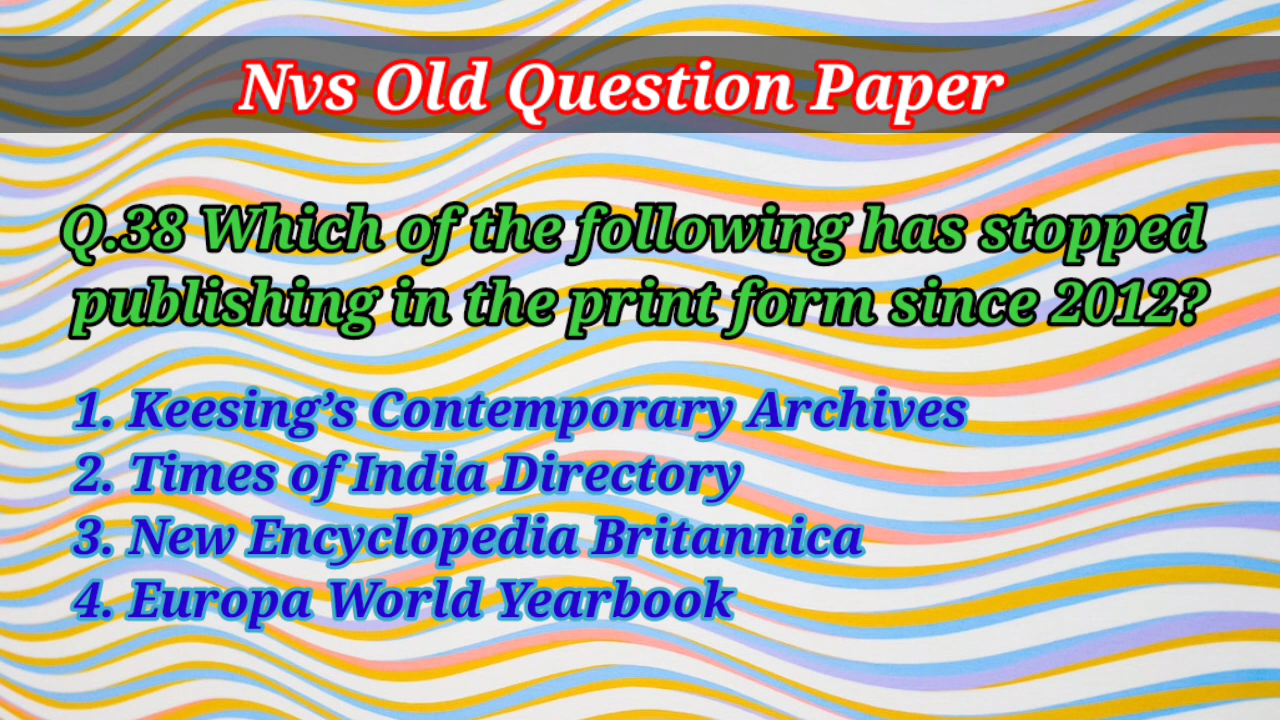 Nvs Old Question Paper
Q.38 Which of the following has stopped
publishing in the print form since 2012?
1. Keesing’s Contemporary Archives
2. Times of India Directory
3. New Encyclopedia Britannica
4. Europa World Yearbook